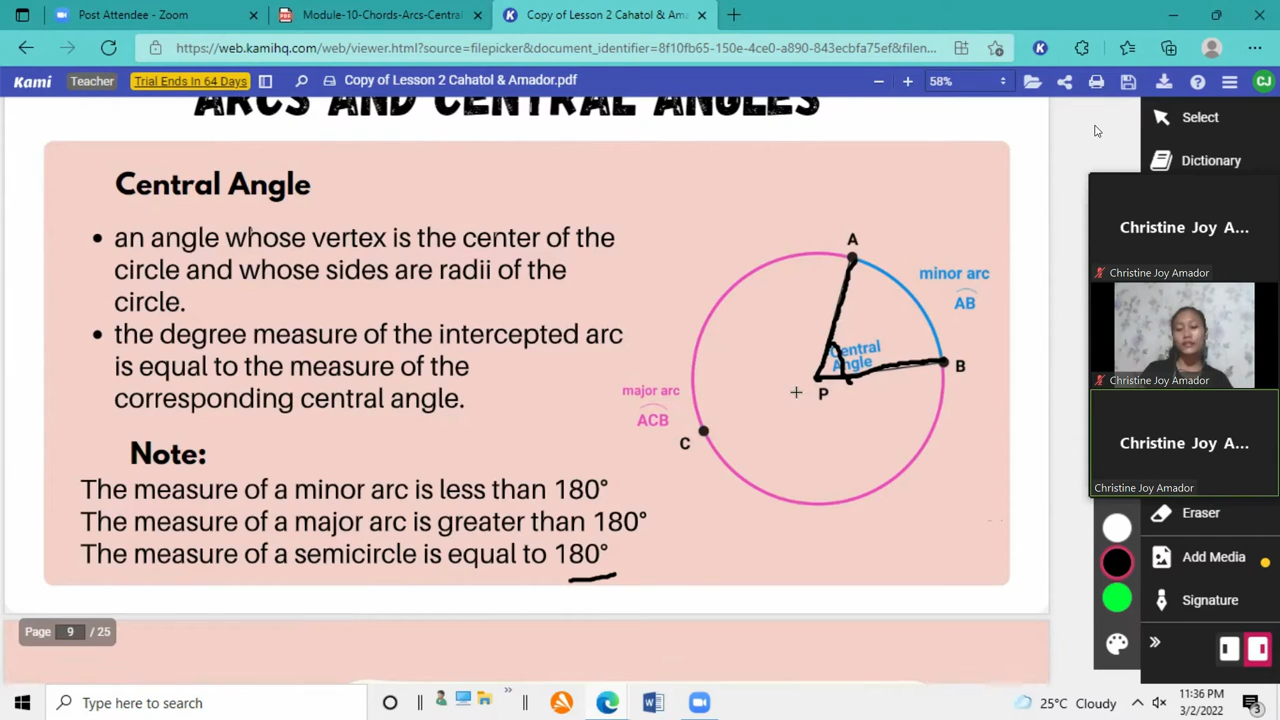 Post Attendee - Zoom
Module-10-Chords-Arcs-Central
Copy of Lesson 2 Cahatol & Ama
https://web.kamihq.com/web/viewer.html?source=filepicker&document_identifier=8f10fb65-150e-4ce0-a890-843ecbfa75ef&filen...
Kami
Teacher
Trial Ends In 64 Days
Copy of Lesson 2 Cahatol & Amador.pdf
58%
CJ
ARCS AND CENTRAL ANGLES
Central Angle
• an angle whose vertex is the center of the
circle and whose sides are radii of the
circle.
• the degree measure of the intercepted arc
is equal to the measure of the
corresponding central angle.
Note:
The measure of a minor arc is less than 180°
The measure of a major arc is greater than 180°
The measure of a semicircle is equal to 180°
A
minor arc
AB
Central
Angle
B
P
major arc
ACB
C
Select
Dictionary
Christine Joy A...
Christine Joy Amador
Christine Joy Amador
Christine Joy A...
Christine Joy Amador
Eraser
Add Media
Signature
Page 9 / 25
Type here to search
25°C Cloudy
11:36 PM
3/2/2022
3